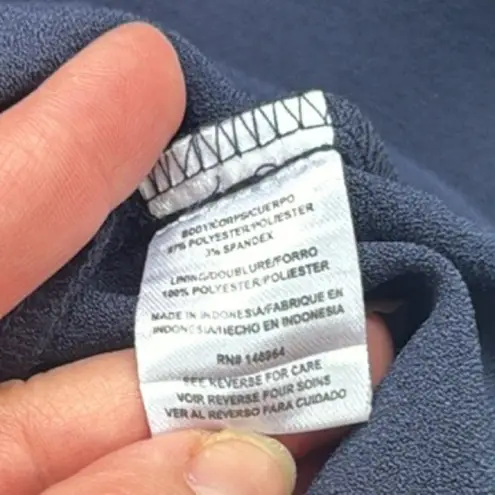 BODY/CORPS/CUERPO
97% POLYESTER/POLIESTER
3% SPANDEX
LINING/DOUBLURE/FORRO
100% POLYESTER/POLIESTER
MADE IN INDONESIA/FABRIQUE EN
INDONESIA/HECHO EN INDONESIA
RN# 148964
SEE REVERSE FOR CARE
VOIR REVERSE POUR SOINS
VER AL REVERSO PARA CUIDADO